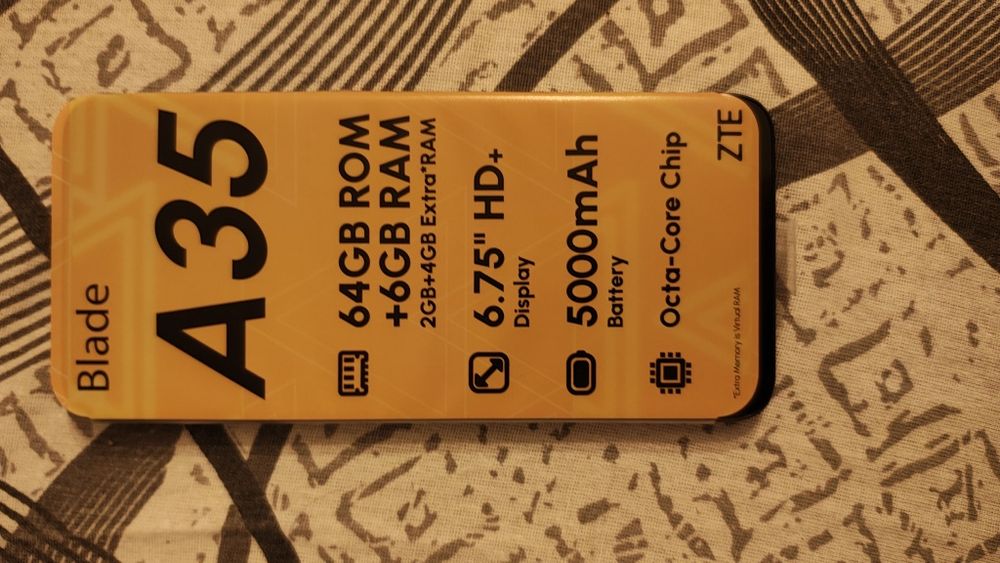 Blade
A35
64GB ROM
+6GB RAM
2GB+4GB Extra*RAM
6.75" HD+
Display
5000mAh
Battery
Octa-Core Chip
*Extra Memory is Virtual RAM
ZTE